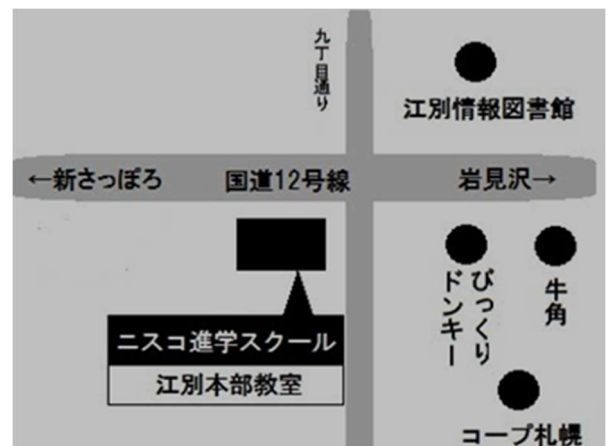 九丁目通り
江別情報図書館
←新さっぽろ
国道12号線
岩見沢→
びっくり
ドンキー
牛角
ニスコ進学スクール
江別本部教室
コープ札幌